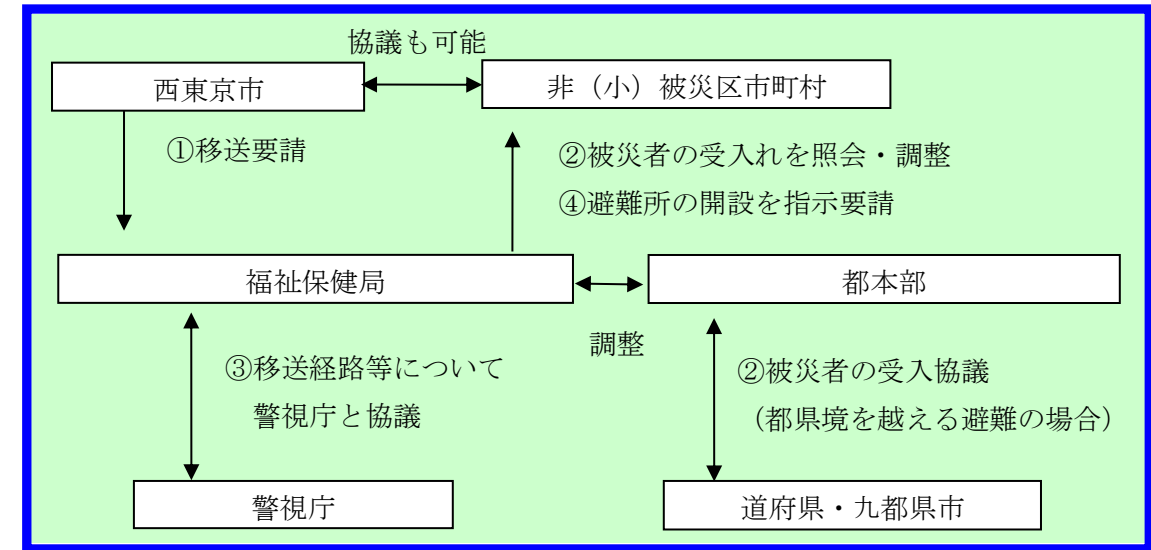 協議も可能
西東京市
非（小）被災区市町村
①移送要請
②被災者の受入れを照会・調整
④避難所の開設を指示要請
福祉保健局
都本部
調整
③移送経路等について
警視庁と協議
②被災者の受入協議
（都県境を越える避難の場合）
警視庁
道府県・九都県市